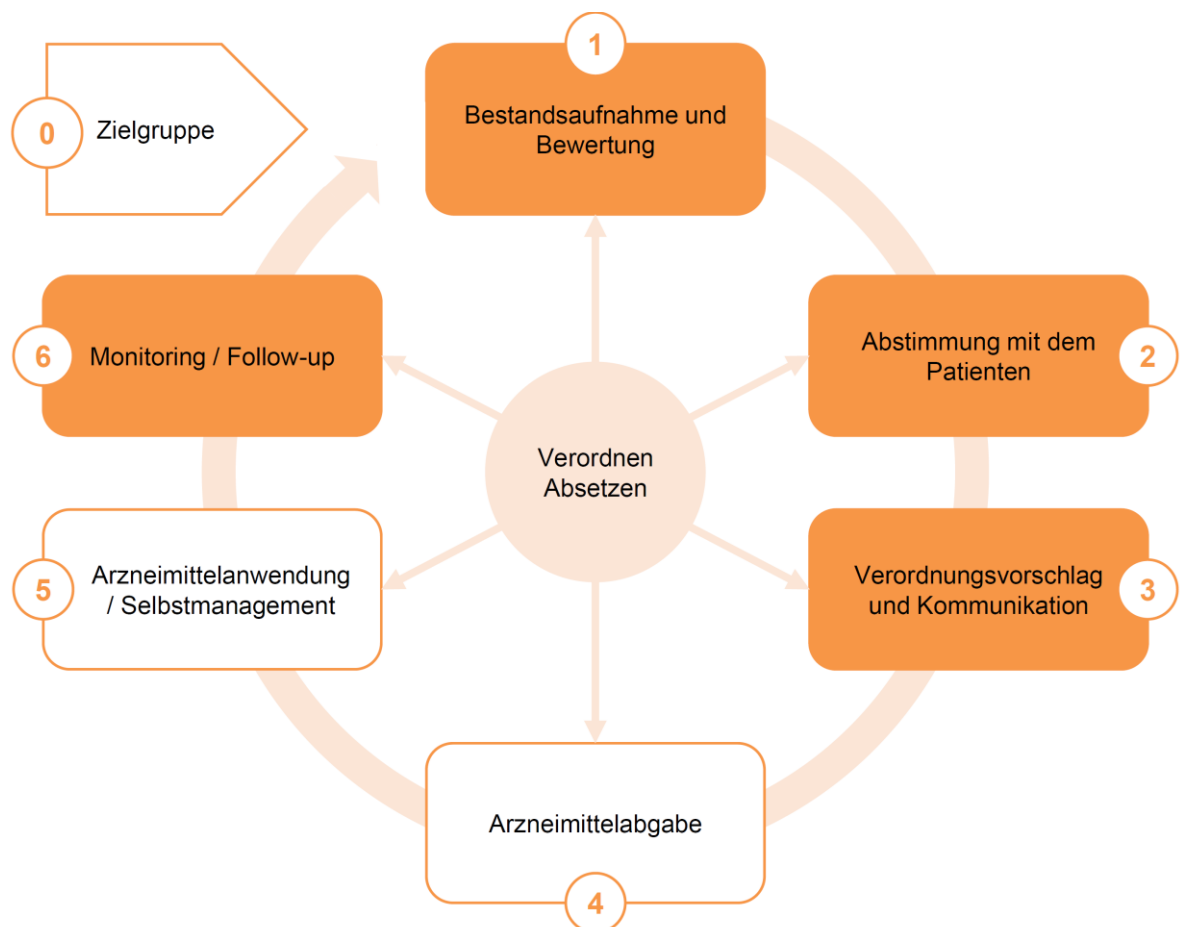 0
Zielgruppe
1
Bestandsaufnahme und
Bewertung
2
Abstimmung mit dem
Patienten
3
Verordnungsvorschlag
und Kommunikation
4
Arzneimittelabgabe
5
Arzneimittelanwendung
/ Selbstmanagement
6
Monitoring / Follow-up
Verordnen
Absetzen